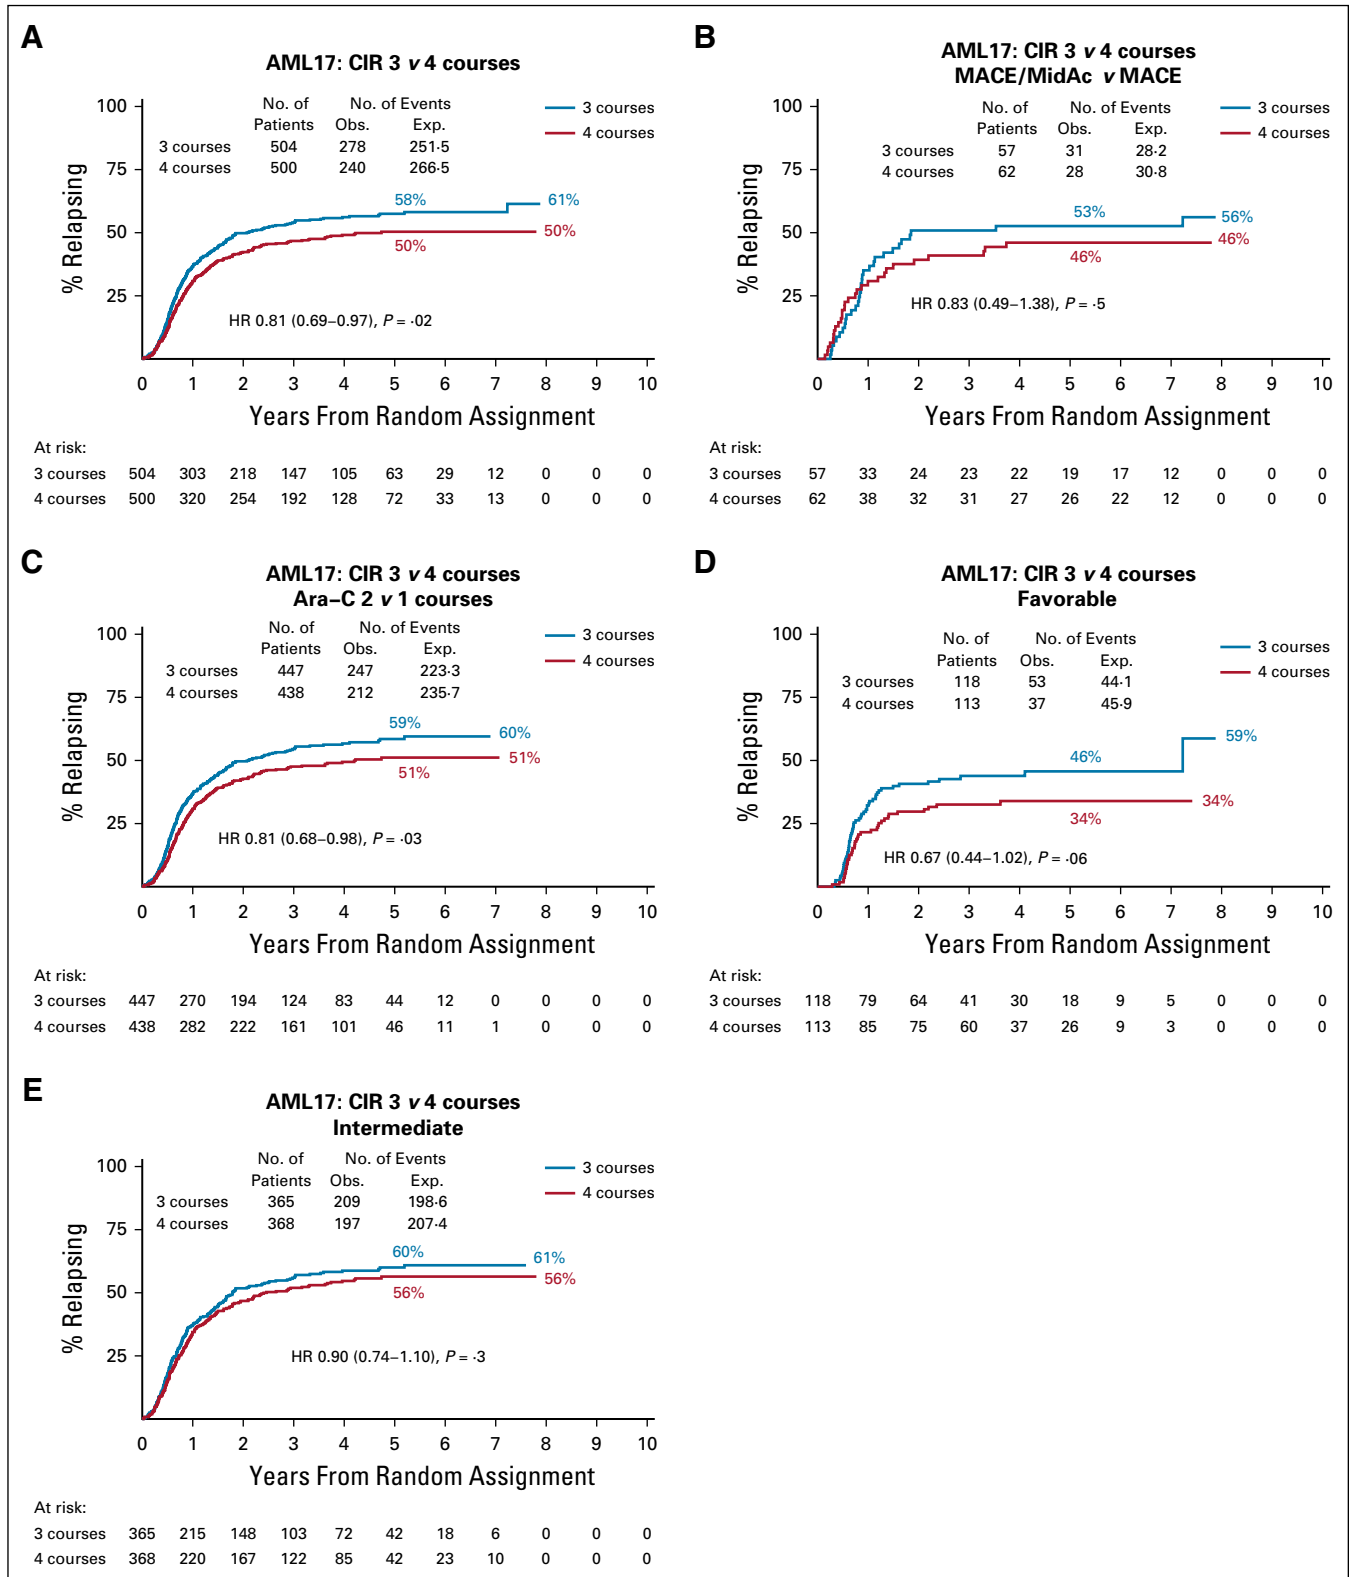 A
AML17: CIR 3 v 4 courses
No. of No. of Events
Patients Obs. Exp.
3 courses 504 278 251·5
4 courses 500 240 266·5
3 courses
4 courses
% Relapsing
100
75
50
25
58% 61%
50% 50%
HR 0.81 (0.69–0.97), P = ·02
0 1 2 3 4 5 6 7 8 9 10
Years From Random Assignment
At risk:
3 courses 504 303 218 147 105 63 29 12 0 0 0
4 courses 500 320 254 192 128 72 33 13 0 0 0
B
AML17: CIR 3 v 4 courses
MACE/MidAc v MACE
No. of No. of Events
Patients Obs. Exp.
3 courses 57 31 28·2
4 courses 62 28 30·8
3 courses
4 courses
% Relapsing
100
75
50
25
53% 56%
46% 46%
HR 0.83 (0.49–1.38), P = ·5
0 1 2 3 4 5 6 7 8 9 10
Years From Random Assignment
At risk:
3 courses 57 33 24 23 22 19 17 12 0 0 0
4 courses 62 38 32 31 27 26 22 12 0 0 0
C
AML17: CIR 3 v 4 courses
Ara–C 2 v 1 courses
No. of No. of Events
Patients Obs. Exp.
3 courses 447 247 223·3
4 courses 438 212 235·7
3 courses
4 courses
% Relapsing
100
75
50
25
59% 60%
51% 51%
HR 0.81 (0.68–0.98), P = ·03
0 1 2 3 4 5 6 7 8 9 10
Years From Random Assignment
At risk:
3 courses 447 270 194 124 83 44 12 0 0 0 0
4 courses 438 282 222 161 101 46 11 1 0 0 0
D
AML17: CIR 3 v 4 courses
Favorable
No. of No. of Events
Patients Obs. Exp.
3 courses 118 53 44·1
4 courses 113 37 45·9
3 courses
4 courses
% Relapsing
100
75
50
25
46% 59%
34% 34%
HR 0.67 (0.44–1.02), P = ·06
0 1 2 3 4 5 6 7 8 9 10
Years From Random Assignment
At risk:
3 courses 118 79 64 41 30 18 9 5 0 0 0
4 courses 113 85 75 60 37 26 9 3 0 0 0
E
AML17: CIR 3 v 4 courses
Intermediate
No. of No. of Events
Patients Obs. Exp.
3 courses 365 209 198·6
4 courses 368 197 207·4
3 courses
4 courses
% Relapsing
100
75
50
25
60% 61%
56% 56%
HR 0.90 (0.74–1.10), P = ·3
0 1 2 3 4 5 6 7 8 9 10
Years From Random Assignment
At risk:
3 courses 365 215 148 103 72 42 18 6 0 0 0
4 courses 368 220 167 122 85 42 23 10 0 0 0